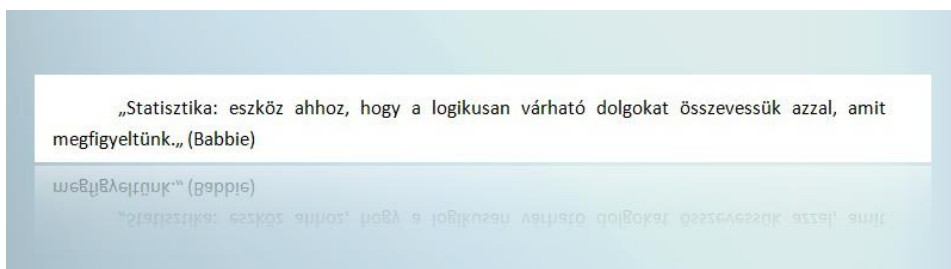 „Statisztika: eszköz ahhoz, hogy a logikusan várható dolgokat összevessük azzal, amit
megfigyeltünk.„ (Babbie)